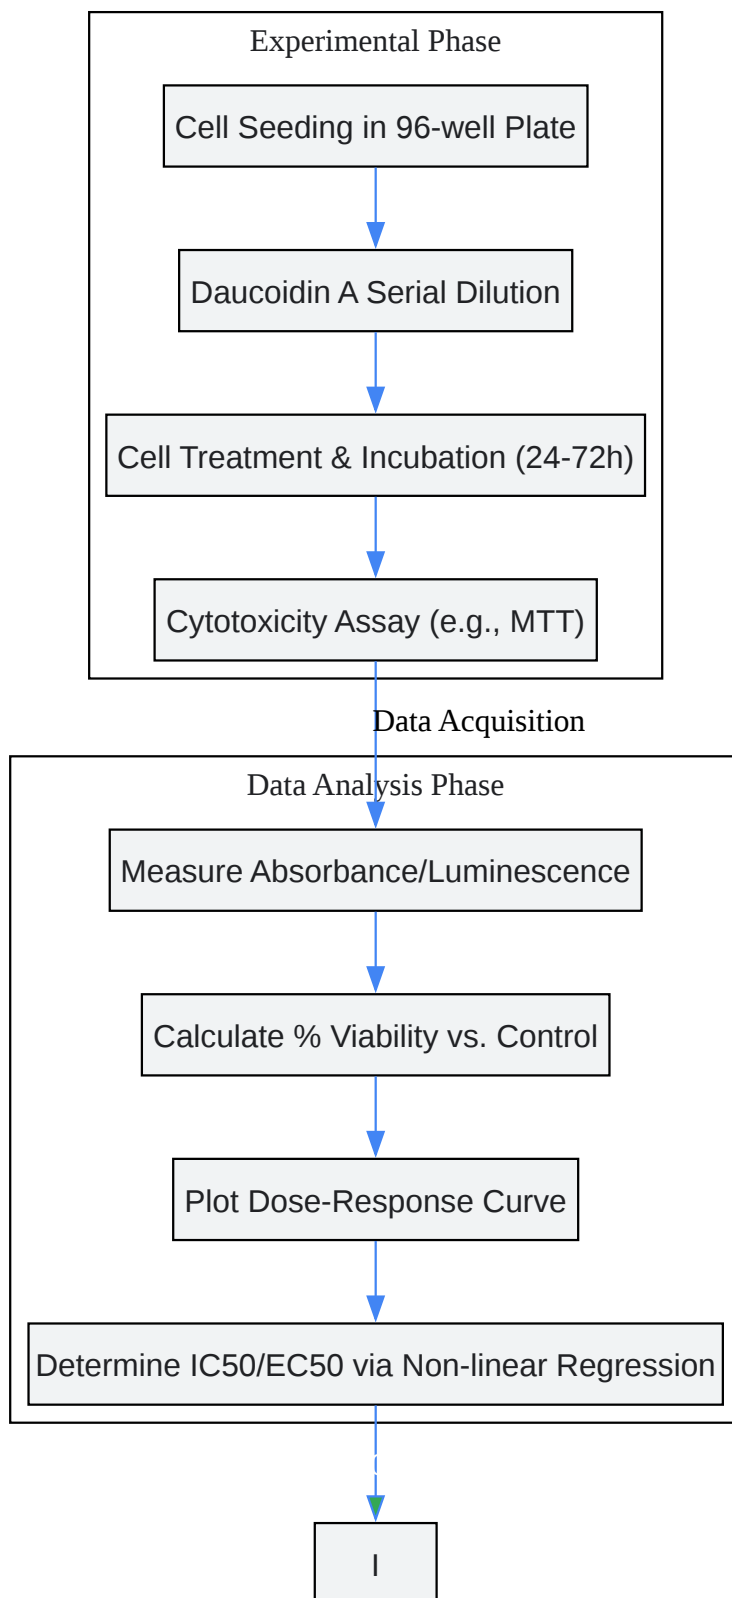 Experimental Phase
Cell Seeding in 96-well Plate
Daucoidin A Serial Dilution
Cell Treatment & Incubation (24-72h)
Cytotoxicity Assay (e.g., MTT)
Data Acquisition
Data Analysis Phase
Measure Absorbance/Luminescence
Calculate % Viability vs. Control
Plot Dose-Response Curve
Determine IC50/EC50 via Non-linear Regression
I